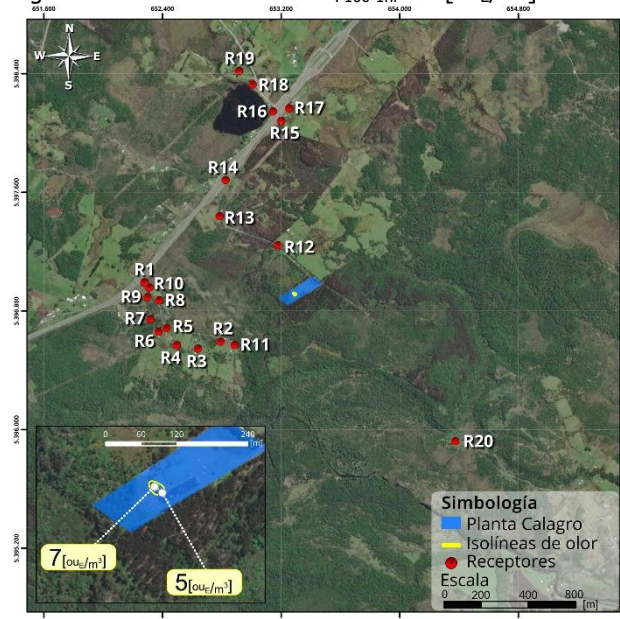 651.600 652.400 653.200 654.000 654.800
N
W E
S
5.398.400
5.397.600
5.396.800
5.396.000
5.395.200
R19
R18
R16 R17
R15
R14
R13
R12
R1
R10
R9 R8
R7 R5
R6 R2
R4 R3 R11
R20
0 60 120 240
[m]
7[ouE/m³]
5[ouE/m³]
Simbología
Planta Calagro
Isolíneas de olor
Receptores
Escala
0 200 400 600 800
[m]